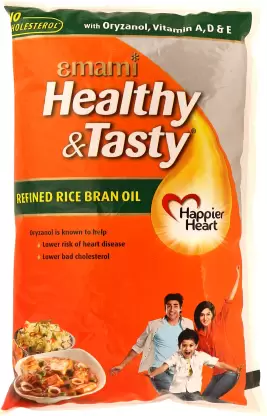 NO
CHOLESTEROL
with Oryzanol, Vitamin A,D & E
emami
Healthy
&Tasty
REFINED RICE BRAN OIL
Happier
Heart
Oryzanol is known to help
Lower risk of heart disease
Lower bad cholesterol